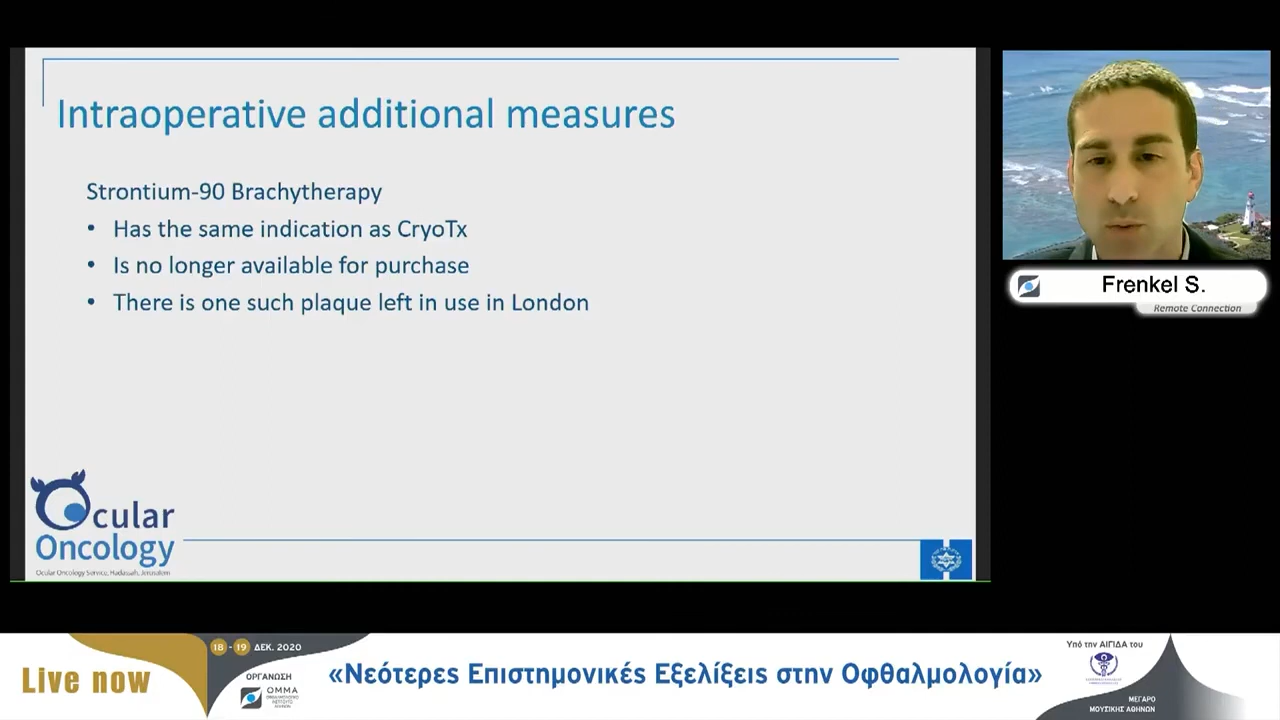 Intraoperative additional measures
Strontium-90 Brachytherapy
• Has the same indication as CryoTx
• Is no longer available for purchase
• There is one such plaque left in use in London
Ocular
Oncology
Ocular Oncology Service, Hadassah, Jerusalem
Frenkel S.
Remote Connection
Live now
18 - 19 ΔΕΚ. 2020
ΟΡΓΑΝΩΣΗ
ΟΜΜΑ
«Νεότερες Επιστημονικές Εξελίξεις στην Οφθαλμολογία»
Υπό την ΑΙΓΙΔΑ του
ΜΕΓΑΡΟ
ΜΟΥΣΙΚΗΣ ΑΘΗΝΩΝ